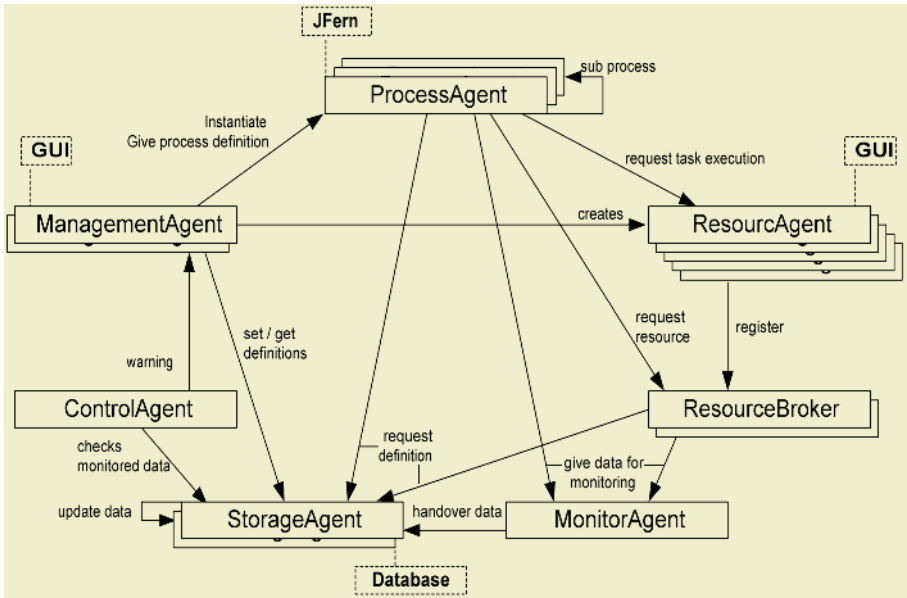 JFern
sub process
ProcessAgent
Instantiate
Give process definition
GUI
request task execution
GUI
ManagementAgent
creates
ResourcAgent
set / get
definitions
request
resource
register
warning
ControlAgent
ResourceBroker
checks
monitored data
request
definition
give data for
monitoring
update data
StorageAgent
handover data
MonitorAgent
Database